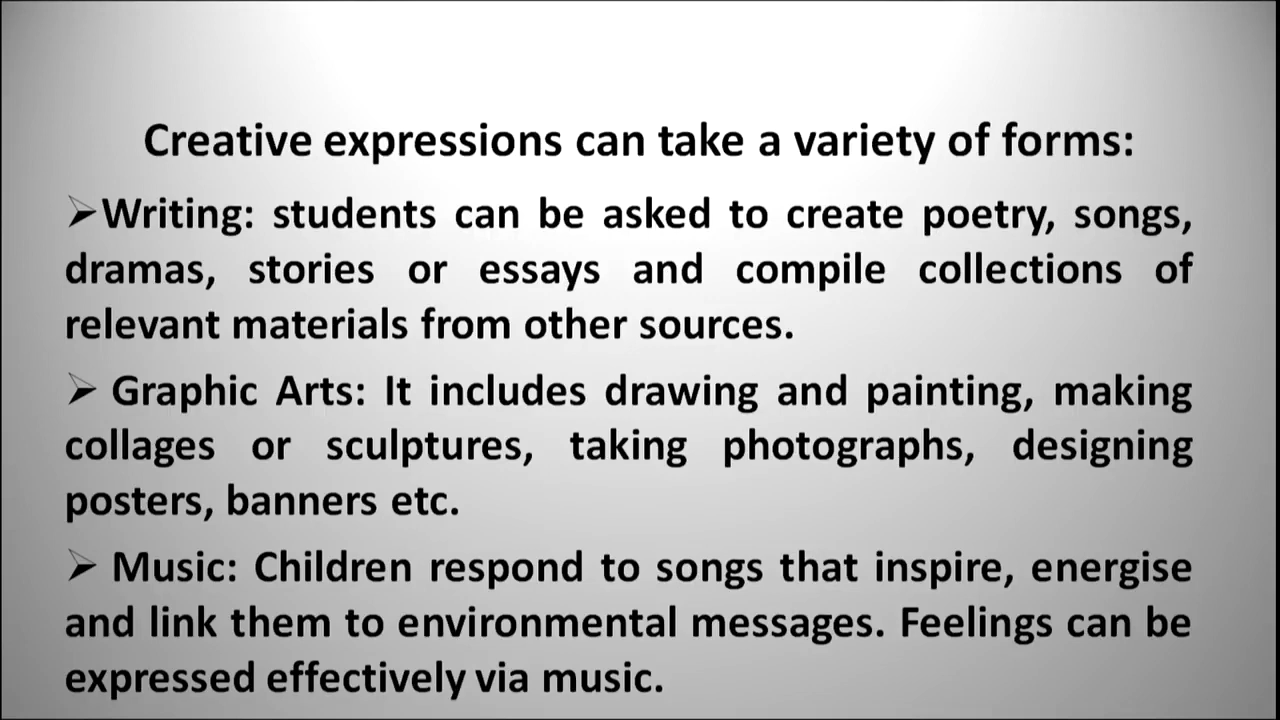 Creative expressions can take a variety of forms:
➢Writing: students can be asked to create poetry, songs,
dramas, stories or essays and compile collections of
relevant materials from other sources.
➢ Graphic Arts: It includes drawing and painting, making
collages or sculptures, taking photographs, designing
posters, banners etc.
➢ Music: Children respond to songs that inspire, energise
and link them to environmental messages. Feelings can be
expressed effectively via music.